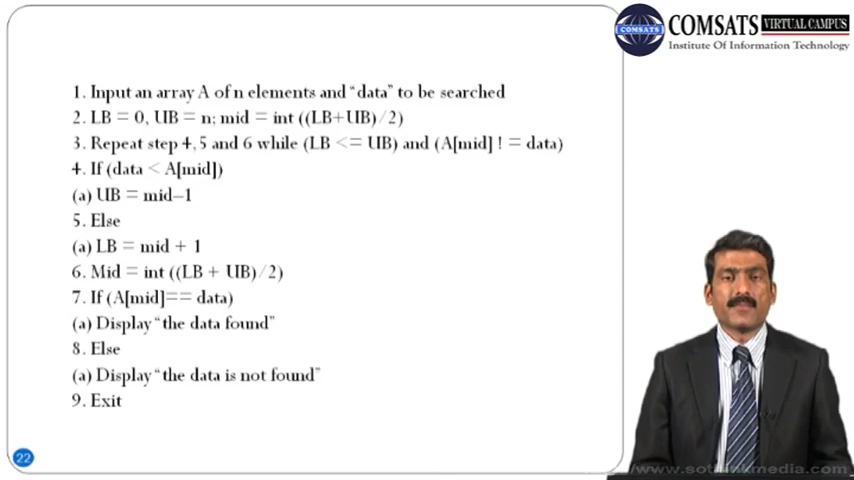 COMSATS
COMSATS VIRTUAL CAMPUS
Institute Of Information Technology
1. Input an array A of n elements and "data" to be searched
2. LB = 0, UB = n; mid = int ((LB+UB)/2)
3. Repeat step 4, 5 and 6 while (LB <= UB) and (A[mid] ! = data)
4. If (data < A[mid])
(a) UB = mid–1
5. Else
(a) LB = mid + 1
6. Mid = int ((LB + UB)/2)
7. If (A[mid]== data)
(a) Display "the data found"
8. Else
(a) Display "the data is not found"
9. Exit
22
www.sothinkmedia.com